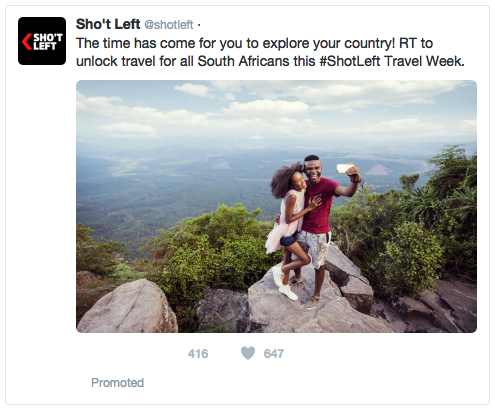 SHO'T
LEFT
Sho't Left @shotleft ·
The time has come for you to explore your country! RT to
unlock travel for all South Africans this #ShotLeft Travel Week.
416 647
Promoted